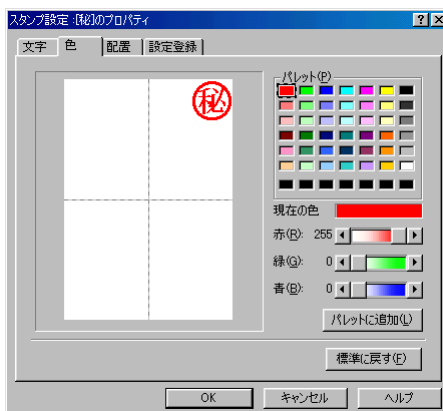 スタンプ設定:[㊙]のプロパティ
文字 色 配置 設定登録
㊙
パレット(P)
現在の色
赤(R): 255
緑(G): 0
青(B): 0
パレットに追加(L)
標準に戻す(F)
OK キャンセル ヘルプ